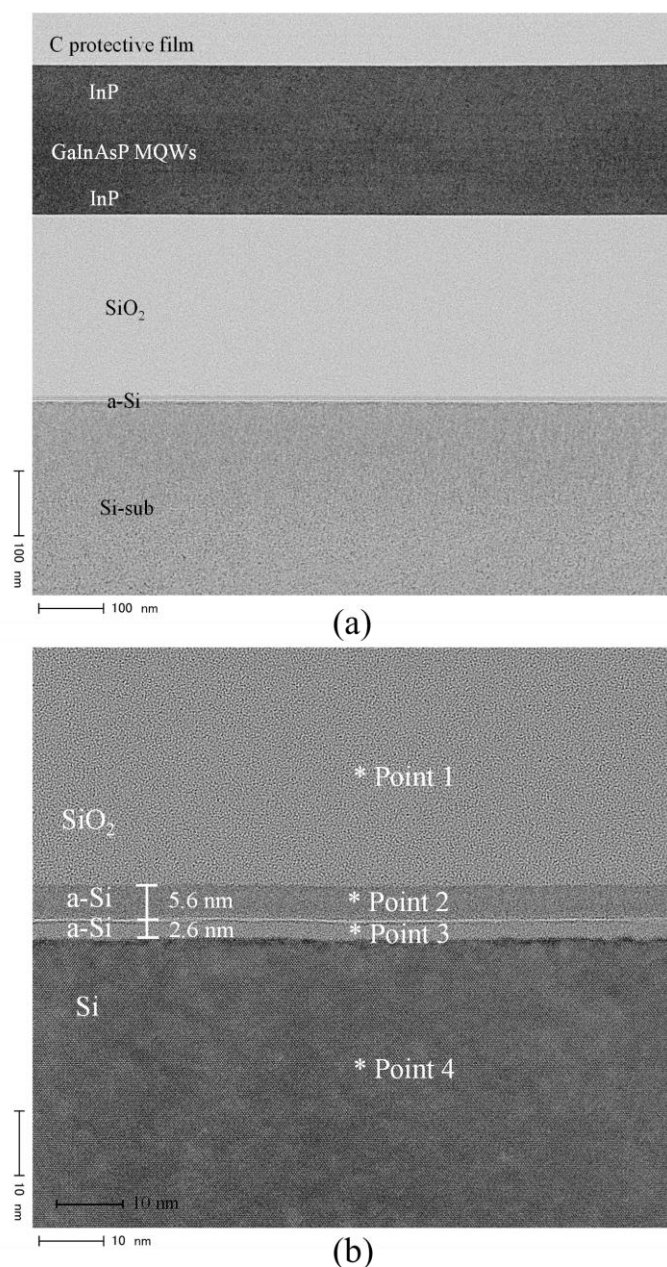 C protective film
InP
GaInAsP MQWs
InP
SiO₂
a-Si
Si-sub
100 nm
100 nm
(a)
* Point 1
SiO₂
a-Si 5.6 nm * Point 2
a-Si 2.6 nm * Point 3
Si
* Point 4
10 nm
10 nm
10 nm
(b)